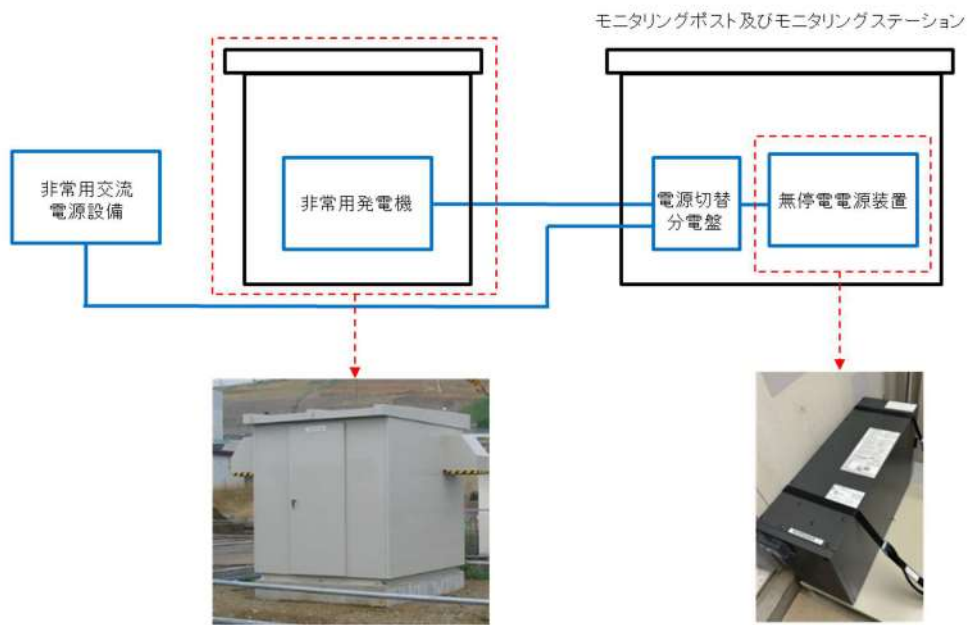 モニタリングポスト及びモニタリングステーション
非常用交流
電源設備
非常用発電機
電源切替
分電盤
無停電電源装置